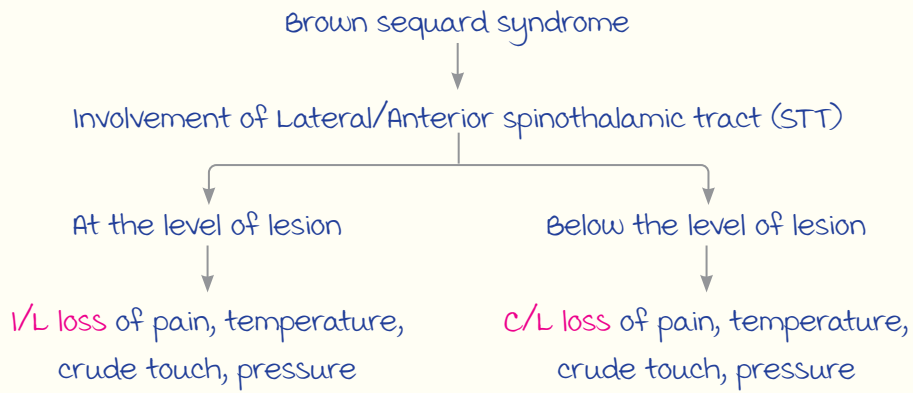 Brown sequard syndrome
Involvement of Lateral/Anterior spinothalamic tract (STT)
At the level of lesion
Below the level of lesion
I/L loss of pain, temperature,
crude touch, pressure
C/L loss of pain, temperature,
crude touch, pressure